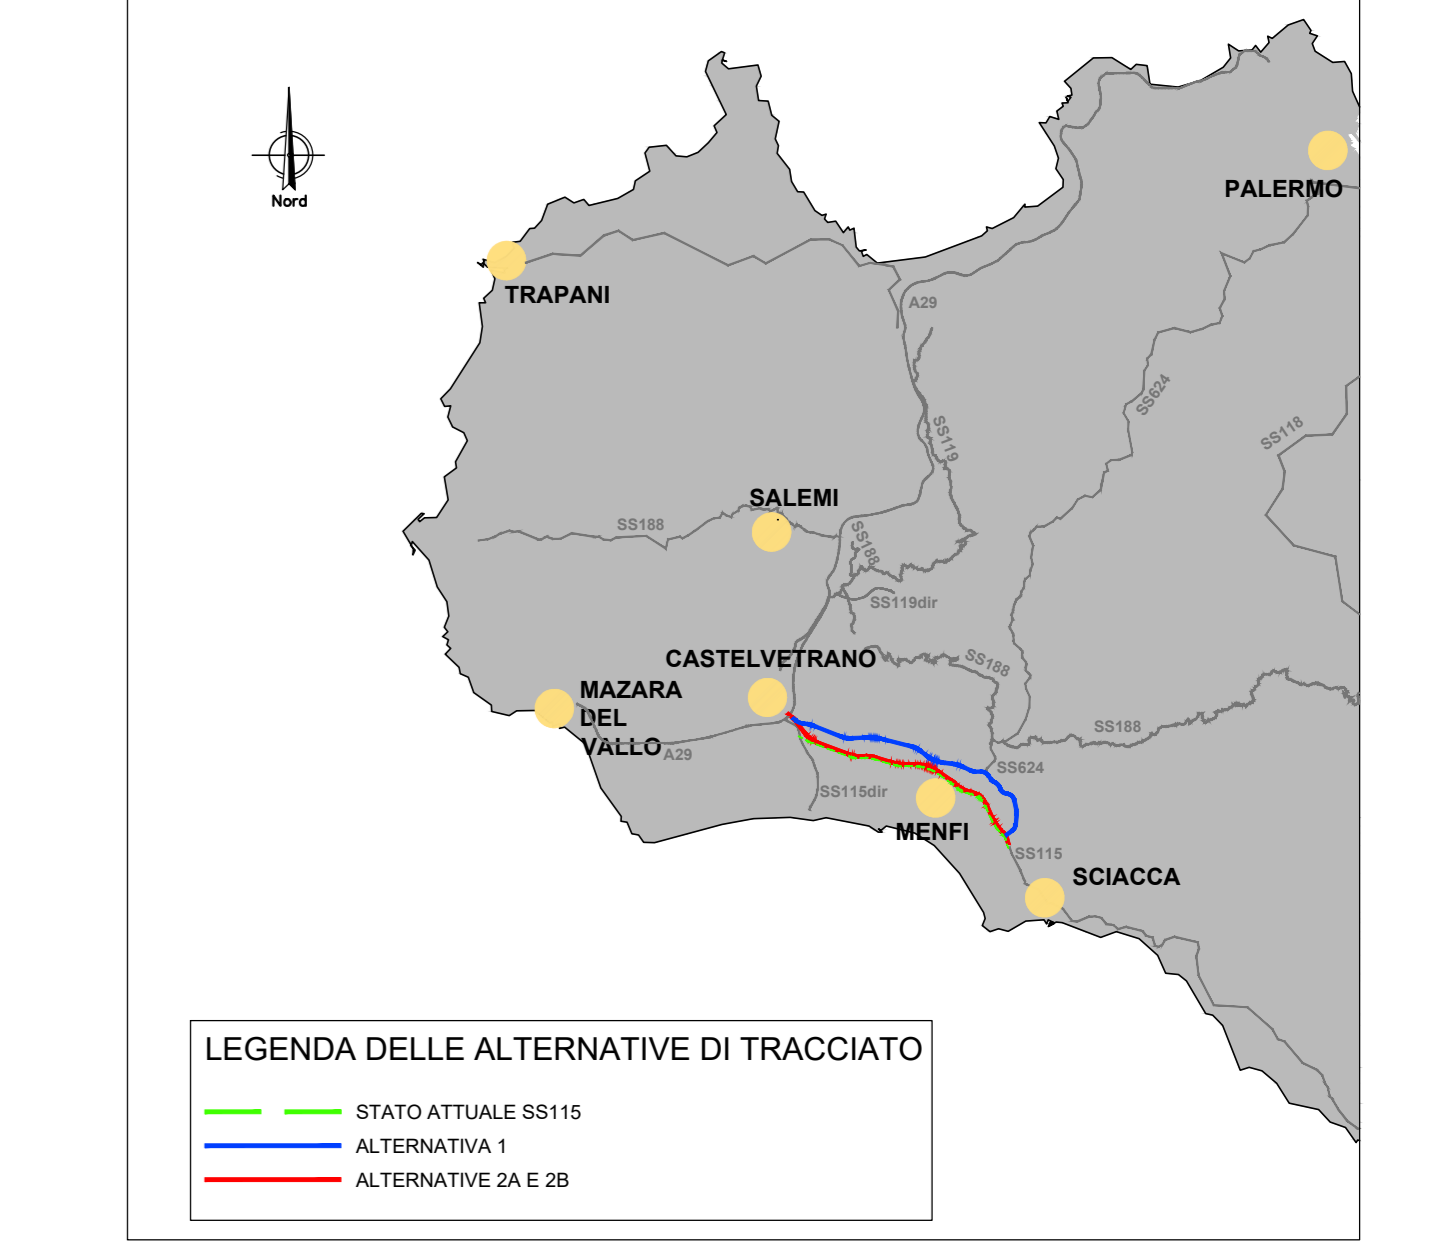 Nord
PALERMO
TRAPANI
A29
SS624
SS119
SS118
SALEMI
SS188
SS188
SS119dir
CASTELVETRANO
SS188
MAZARA
DEL
VALLO
A29
SS188
SS624
SS115dir
MENFI
SS115
SCIACCA
LEGENDA DELLE ALTERNATIVE DI TRACCIATO
STATO ATTUALE SS115
ALTERNATIVA 1
ALTERNATIVE 2A E 2B